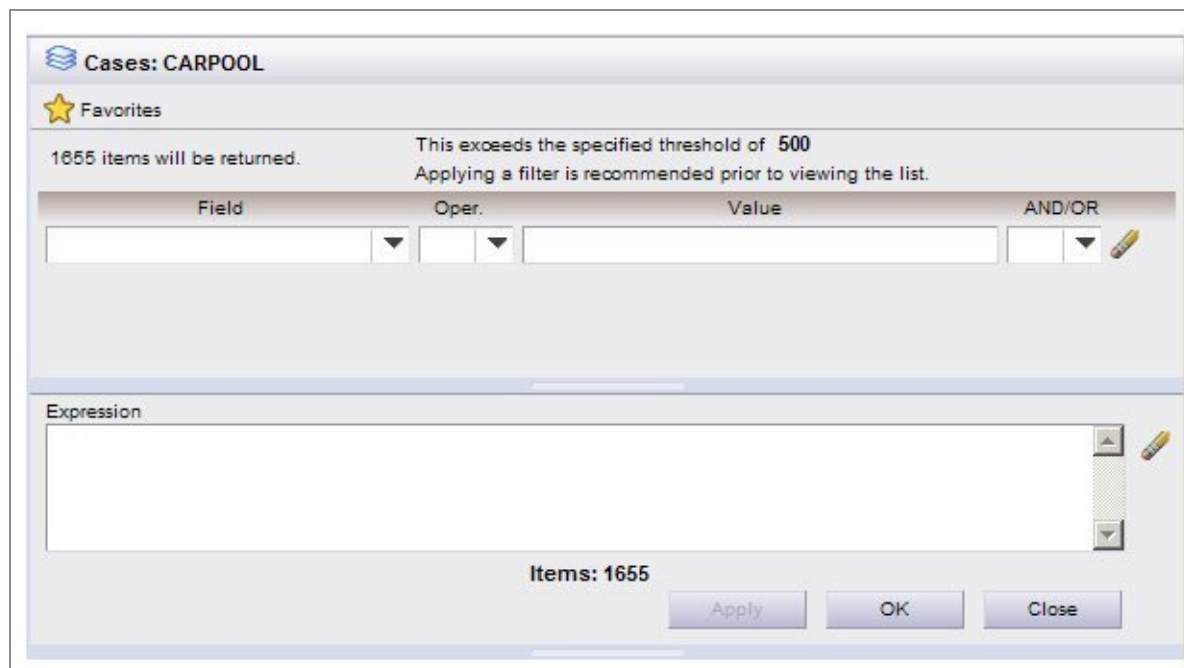 Cases: CARPOOL
Favorites
1655 items will be returned.
This exceeds the specified threshold of 500
Applying a filter is recommended prior to viewing the list.
Field Oper. Value AND/OR
Expression
Items: 1655
Apply OK Close